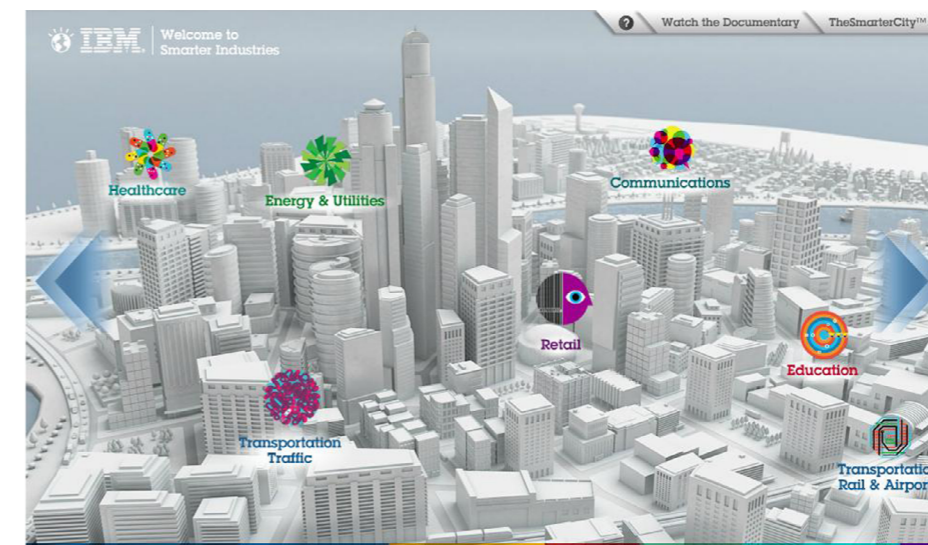 IBM.
Welcome to
Smarter Industries
?
Watch the Documentary
TheSmarterCity™
Healthcare
Energy & Utilities
Communications
Retail
Education
Transportation
Traffic
Transportatio
Rail & Airpor